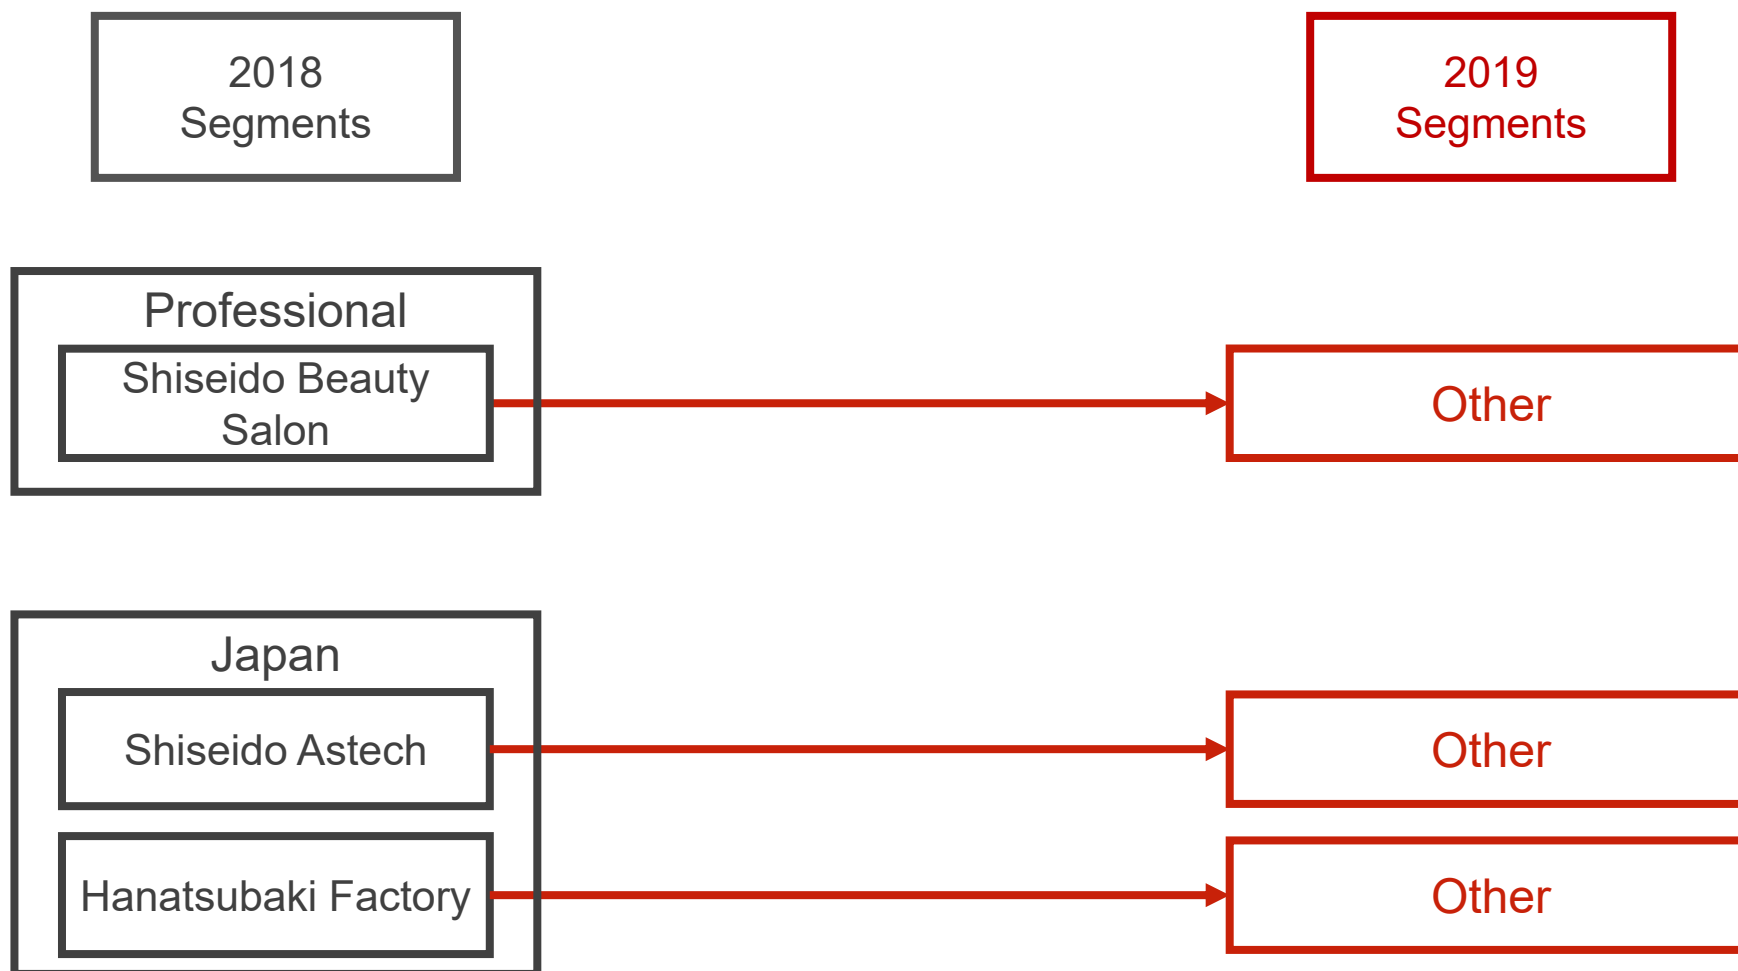 2018
Segments
2019
Segments
Professional
Shiseido Beauty
Salon
Other
Japan
Shiseido Astech
Other
Hanatsubaki Factory
Other